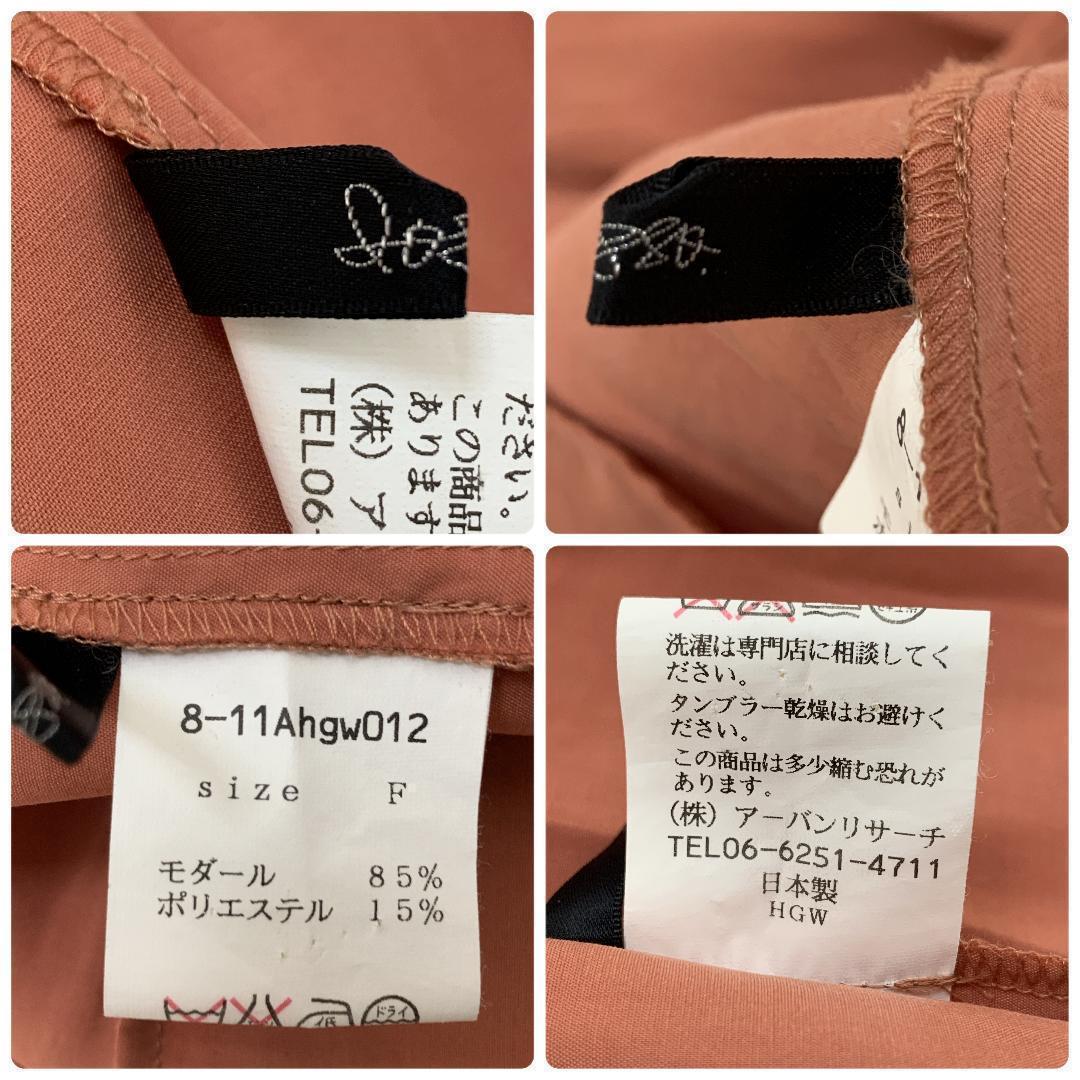 ださい。
この商品
あります
(株) ア
TEL06-
8-11Ahgw012
size F
モダール 85%
ポリエステル 15%
低 ドライ
洗濯は専門店に相談してく
ださい。
タンブラー乾燥はお避けく
ださい。
この商品は多少縮む恐れが
あります。
(株) アーバンリサーチ
TEL06-6251-4711
日本製
HGW